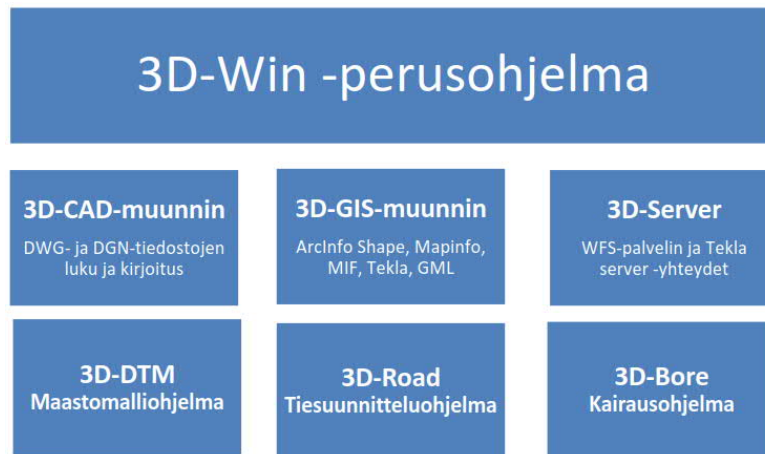 3D-Win -perusohjelma
3D-CAD-muunnin
DWG- ja DGN-tiedostojen
luku ja kirjoitus
3D-GIS-muunnin
ArcInfo Shape, Mapinfo,
MIF, Tekla, GML
3D-Server
WFS-palvelin ja Tekla
server -yhteydet
3D-DTM
Maastomalliohjelma
3D-Road
Tiesuunnitteluohjelma
3D-Bore
Kairausohjelma